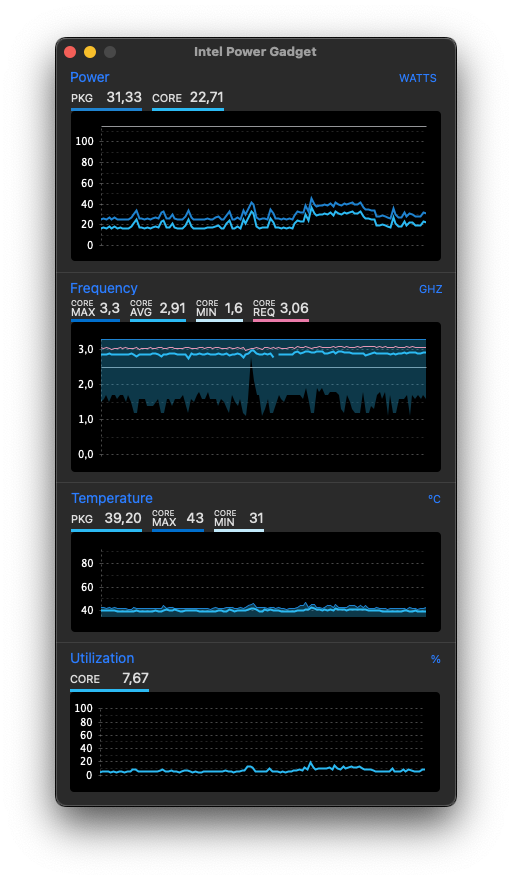 Intel Power Gadget
Power WATTS
PKG 31,33 CORE 22,71
100
80
60
40
20
0
Frequency GHZ
CORE MAX 3,3 CORE AVG 2,91 CORE MIN 1,6 CORE REQ 3,06
3,0
2,0
1,0
0,0
Temperature °C
PKG 39,20 CORE MAX 43 CORE MIN 31
80
60
40
Utilization %
CORE 7,67
100
80
60
40
20
0